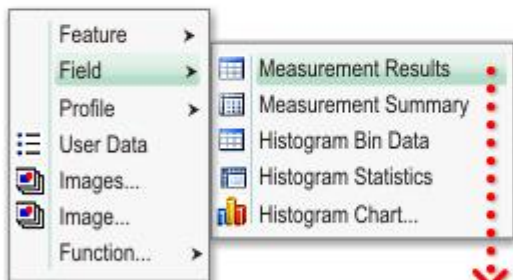 Feature
Field
Profile
User Data
Images...
Image...
Function...
Measurement Results
Measurement Summary
Histogram Bin Data
Histogram Statistics
Histogram Chart...